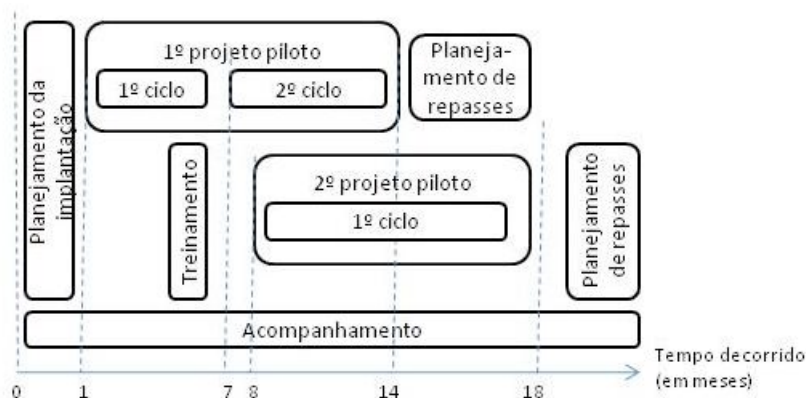 Planejamento da
implantação
1º projeto piloto
1º ciclo
2º ciclo
Planeja-
mento de
repasses
Treinamento
2º projeto piloto
1º ciclo
Planejamento
de repasses
Acompanhamento
Tempo decorrido
(em meses)
0 1 7 8 14 18